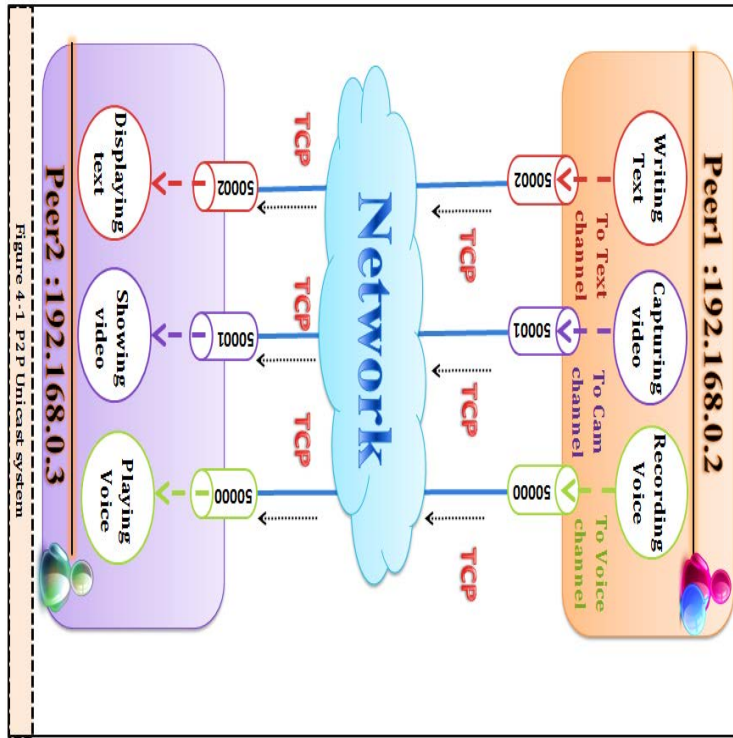 Peer1 :192.168.0.2
Writing
Text
Capturing
video
Recording
Voice
To Text
channel
To Cam
channel
To Voice
channel
50002
50001
50000
TCP
TCP
TCP
Network
TCP
TCP
TCP
50002
50001
50000
Displaying
text
Showing
video
Playing
Voice
Peer2 :192.168.0.3
Figure 4-1 P2P Unicast system